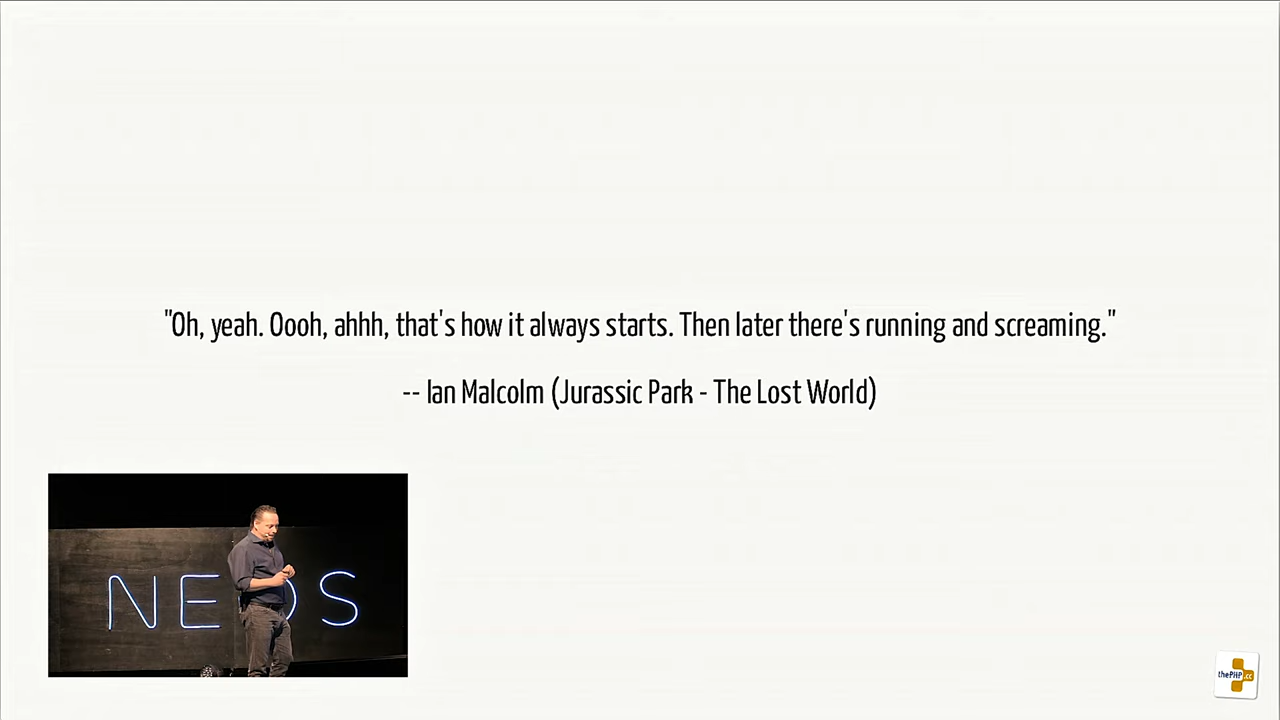 "Oh, yeah. Oooh, ahhh, that's how it always starts. Then later there's running and screaming."
-- Ian Malcolm (Jurassic Park - The Lost World)
NEOS
thePHP.cc